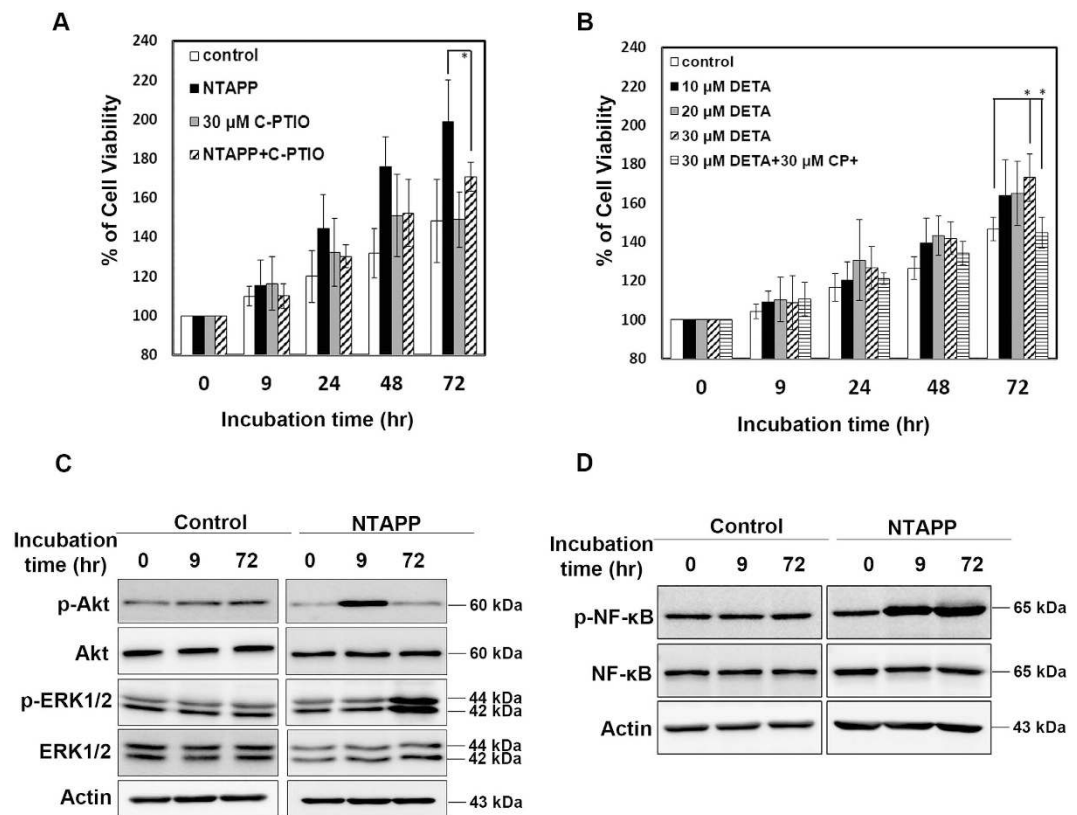 A
240
220
200
180
160
140
120
100
80
% of Cell Viability
control
NTAPP
30 µM C-PTIO
NTAPP+C-PTIO
*
0 9 24 48 72
Incubation time (hr)
B
240
220
200
180
160
140
120
100
80
% of Cell Viability
control
10 µM DETA
20 µM DETA
30 µM DETA
30 µM DETA+30 µM CP+
* *
0 9 24 48 72
Incubation time (hr)
C
Control NTAPP
Incubation
time (hr)
0 9 72 0 9 72
p-Akt 60 kDa
Akt 60 kDa
p-ERK1/2 44 kDa
42 kDa
ERK1/2 44 kDa
42 kDa
Actin 43 kDa
D
Control NTAPP
Incubation
time (hr)
0 9 72 0 9 72
p-NF-κB 65 kDa
NF-κB 65 kDa
Actin 43 kDa